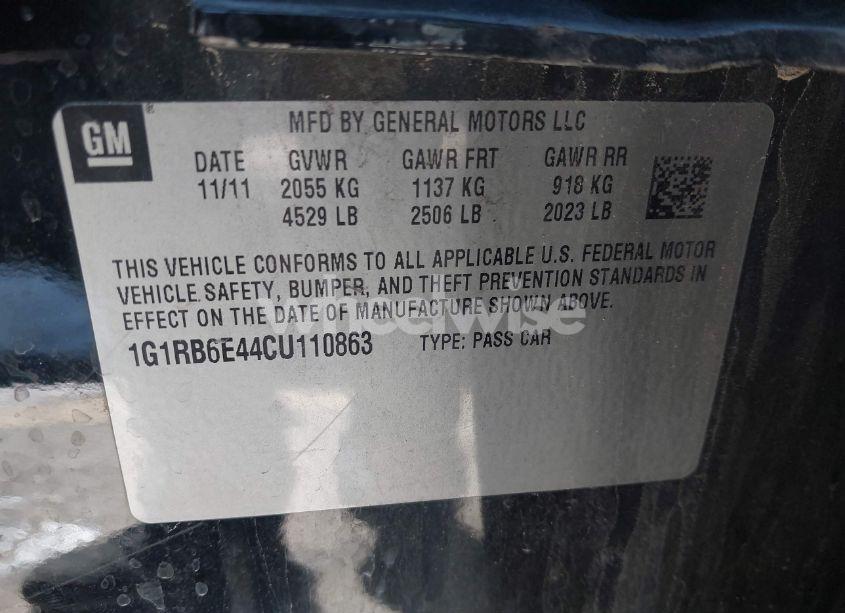 GM
MFD BY GENERAL MOTORS LLC
DATE GVWR GAWR FRT GAWR RR
11/11 2055 KG 1137 KG 918 KG
4529 LB 2506 LB 2023 LB
THIS VEHICLE CONFORMS TO ALL APPLICABLE U.S. FEDERAL MOTOR
VEHICLE SAFETY, BUMPER, AND THEFT PREVENTION STANDARDS IN
EFFECT ON THE DATE OF MANUFACTURE SHOWN ABOVE.
wheelwise
1G1RB6E44CU110863 TYPE: PASS CAR